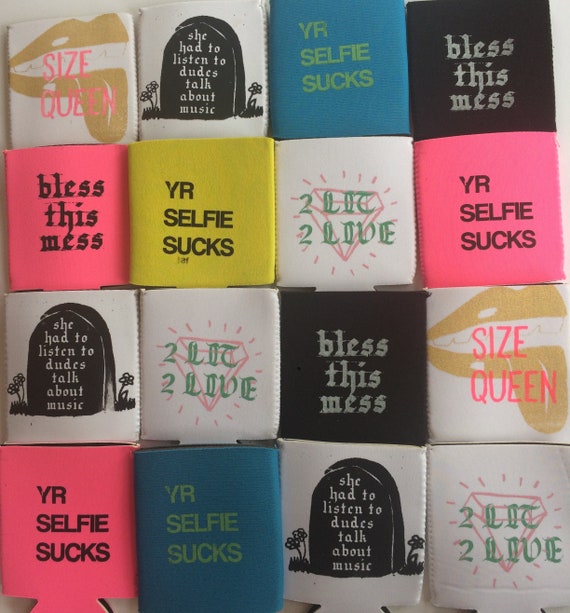 SIZE
QUEEN
she
had to
listen to
dudes
talk
about
music
YR
SELFIE
SUCKS
bless
this
mess
bless
this
mess
YR
SELFIE
SUCKS
2 LIT
2 LIVE
YR
SELFIE
SUCKS
she
had to
listen to
dudes
talk
about
music
2 LIT
2 LIVE
bless
this
mess
SIZE
QUEEN
YR
SELFIE
SUCKS
YR
SELFIE
SUCKS
she
had to
listen to
dudes
talk
about
music
2 LIT
2 LIVE